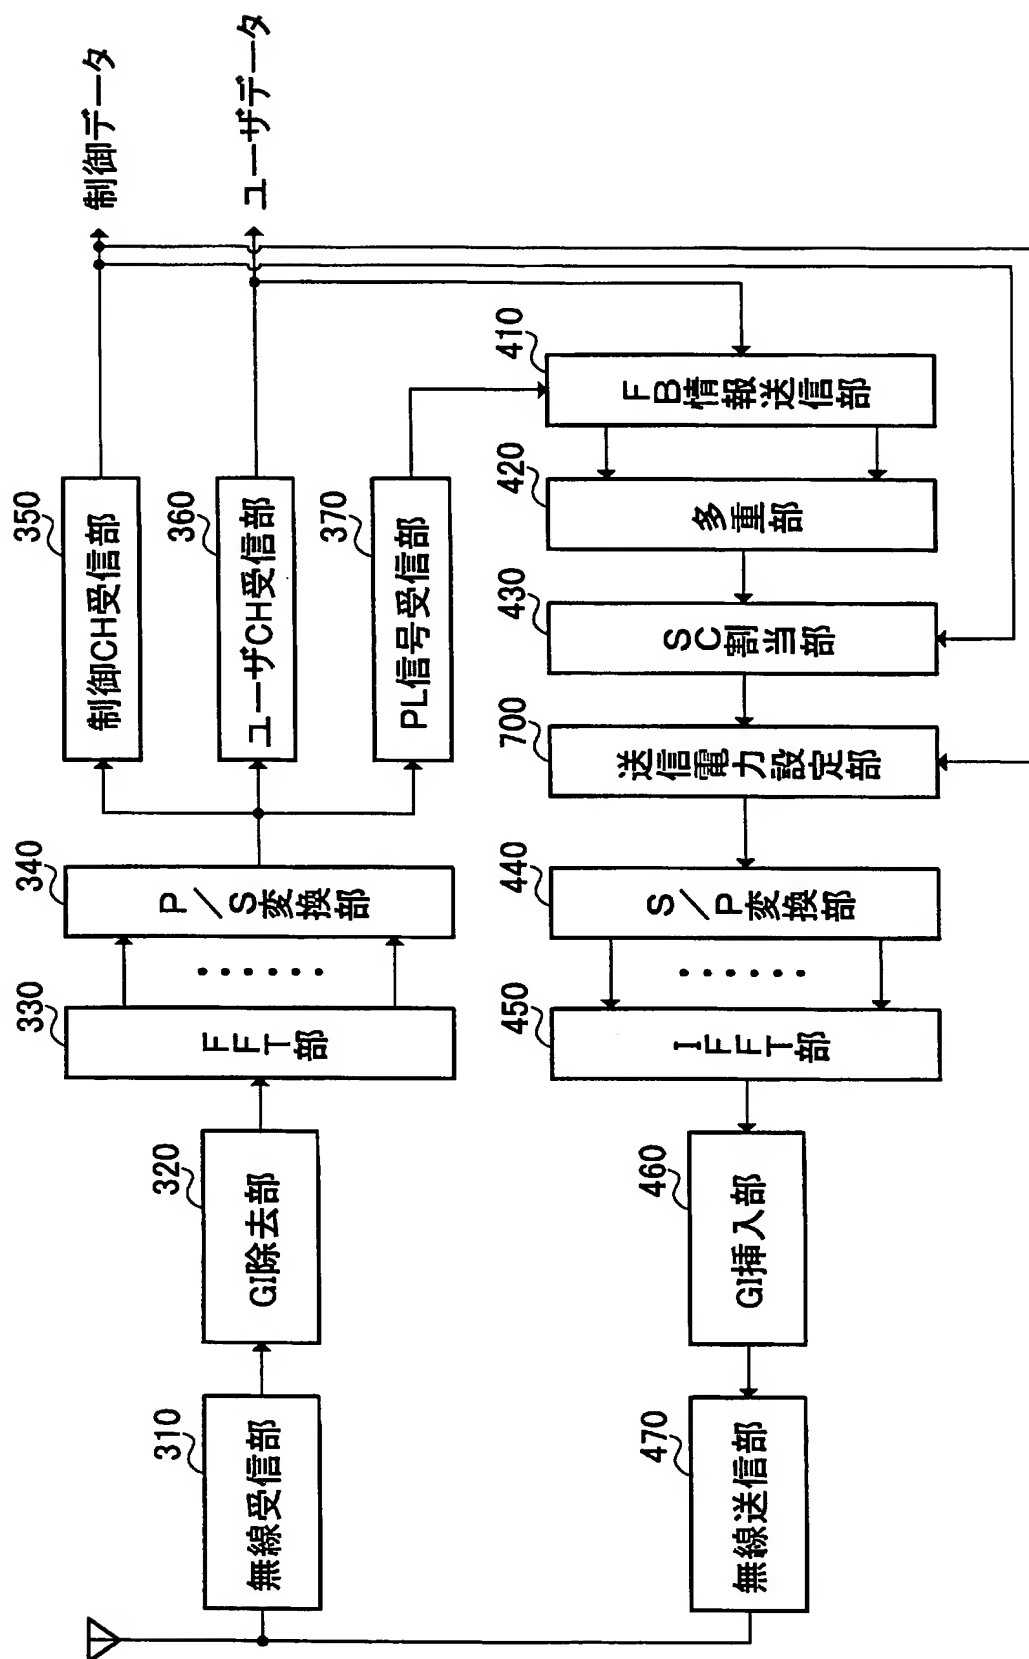 310
無線受信部
320
GI除去部
330
FFT部
340
P/S変換部
350
制御CH受信部
制御データ
360
ユーザCH受信部
ユーザデータ
370
PL信号受信部
410
FB情報送信部
420
多重部
430
SC割当部
700
送信電力設定部
440
S/P変換部
450
IFFT部
460
GI挿入部
470
無線送信部